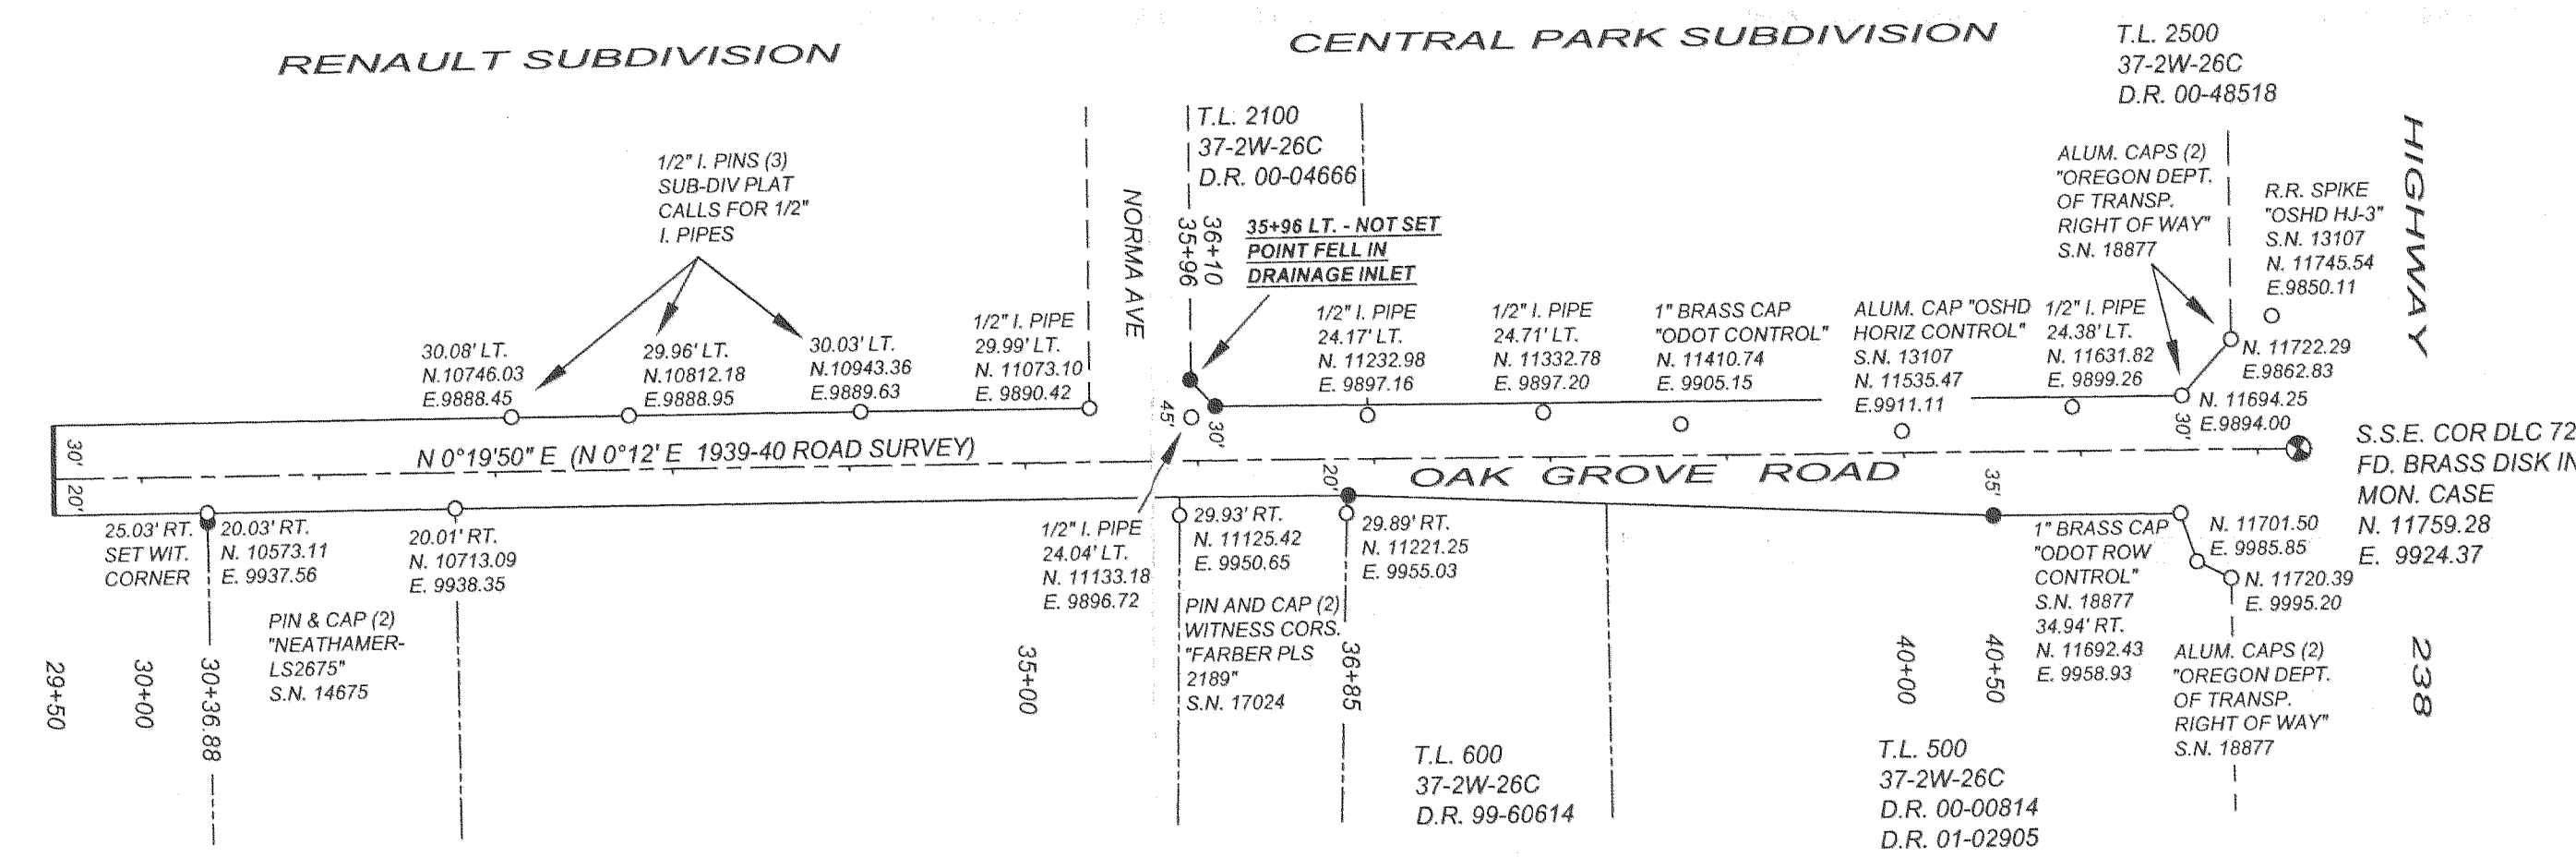 RENAULT SUBDIVISION
CENTRAL PARK SUBDIVISION
T.L. 2500
37-2W-26C
D.R. 00-48518
HIGHWAY
T.L. 2100
37-2W-26C
D.R. 00-04666
1/2" I. PINS (3)
SUB-DIV PLAT
CALLS FOR 1/2"
I. PIPES
NORMA AVE
35+96
36+10
35+96 LT. - NOT SET
POINT FELL IN
DRAINAGE INLET
ALUM. CAPS (2)
"OREGON DEPT.
OF TRANSP.
RIGHT OF WAY"
S.N. 18877
R.R. SPIKE
"OSHD HJ-3"
S.N. 13107
N. 11745.54
E.9850.11
30.08' LT.
N.10746.03
E.9888.45
29.96' LT.
N.10812.18
E.9888.95
30.03' LT.
N.10943.36
E.9889.63
1/2" I. PIPE
29.99' LT.
N. 11073.10
E. 9890.42
1/2" I. PIPE
24.17' LT.
N. 11232.98
E. 9897.16
1/2" I. PIPE
24.71' LT.
N. 11332.78
E. 9897.20
1" BRASS CAP
"ODOT CONTROL"
N. 11410.74
E. 9905.15
ALUM. CAP "OSHD
HORIZ CONTROL"
S.N. 13107
N. 11535.47
E.9911.11
1/2" I. PIPE
24.38' LT.
N. 11631.82
E. 9899.26
N. 11722.29
E.9862.83
N. 11694.25
E.9894.00
30'
20'
N 0°19'50" E (N 0°12' E 1939-40 ROAD SURVEY)
45'
30'
20'
OAK GROVE ROAD
30'
35'
S.S.E. COR DLC 72
FD. BRASS DISK IN
MON. CASE
N. 11759.28
E. 9924.37
25.03' RT.
SET WIT.
CORNER
20.03' RT.
N. 10573.11
E. 9937.56
20.01' RT.
N. 10713.09
E. 9938.35
PIN & CAP (2)
"NEATHAMER-
LS2675"
S.N. 14675
1/2" I. PIPE
24.04' LT.
N. 11133.18
E. 9896.72
29.93' RT.
N. 11125.42
E. 9950.65
29.89' RT.
N. 11221.25
E. 9955.03
PIN AND CAP (2)
WITNESS CORS.
"FARBER PLS
2189"
S.N. 17024
1" BRASS CAP
"ODOT ROW
CONTROL"
S.N. 18877
34.94' RT.
N. 11692.43
E. 9958.93
N. 11701.50
E. 9985.85
N. 11720.39
E. 9995.20
ALUM. CAPS (2)
"OREGON DEPT.
OF TRANSP.
RIGHT OF WAY"
S.N. 18877
29+50
30+00
30+36.88
35+00
36+85
40+00
40+50
238
T.L. 600
37-2W-26C
D.R. 99-60614
T.L. 500
37-2W-26C
D.R. 00-00814
D.R. 01-02905